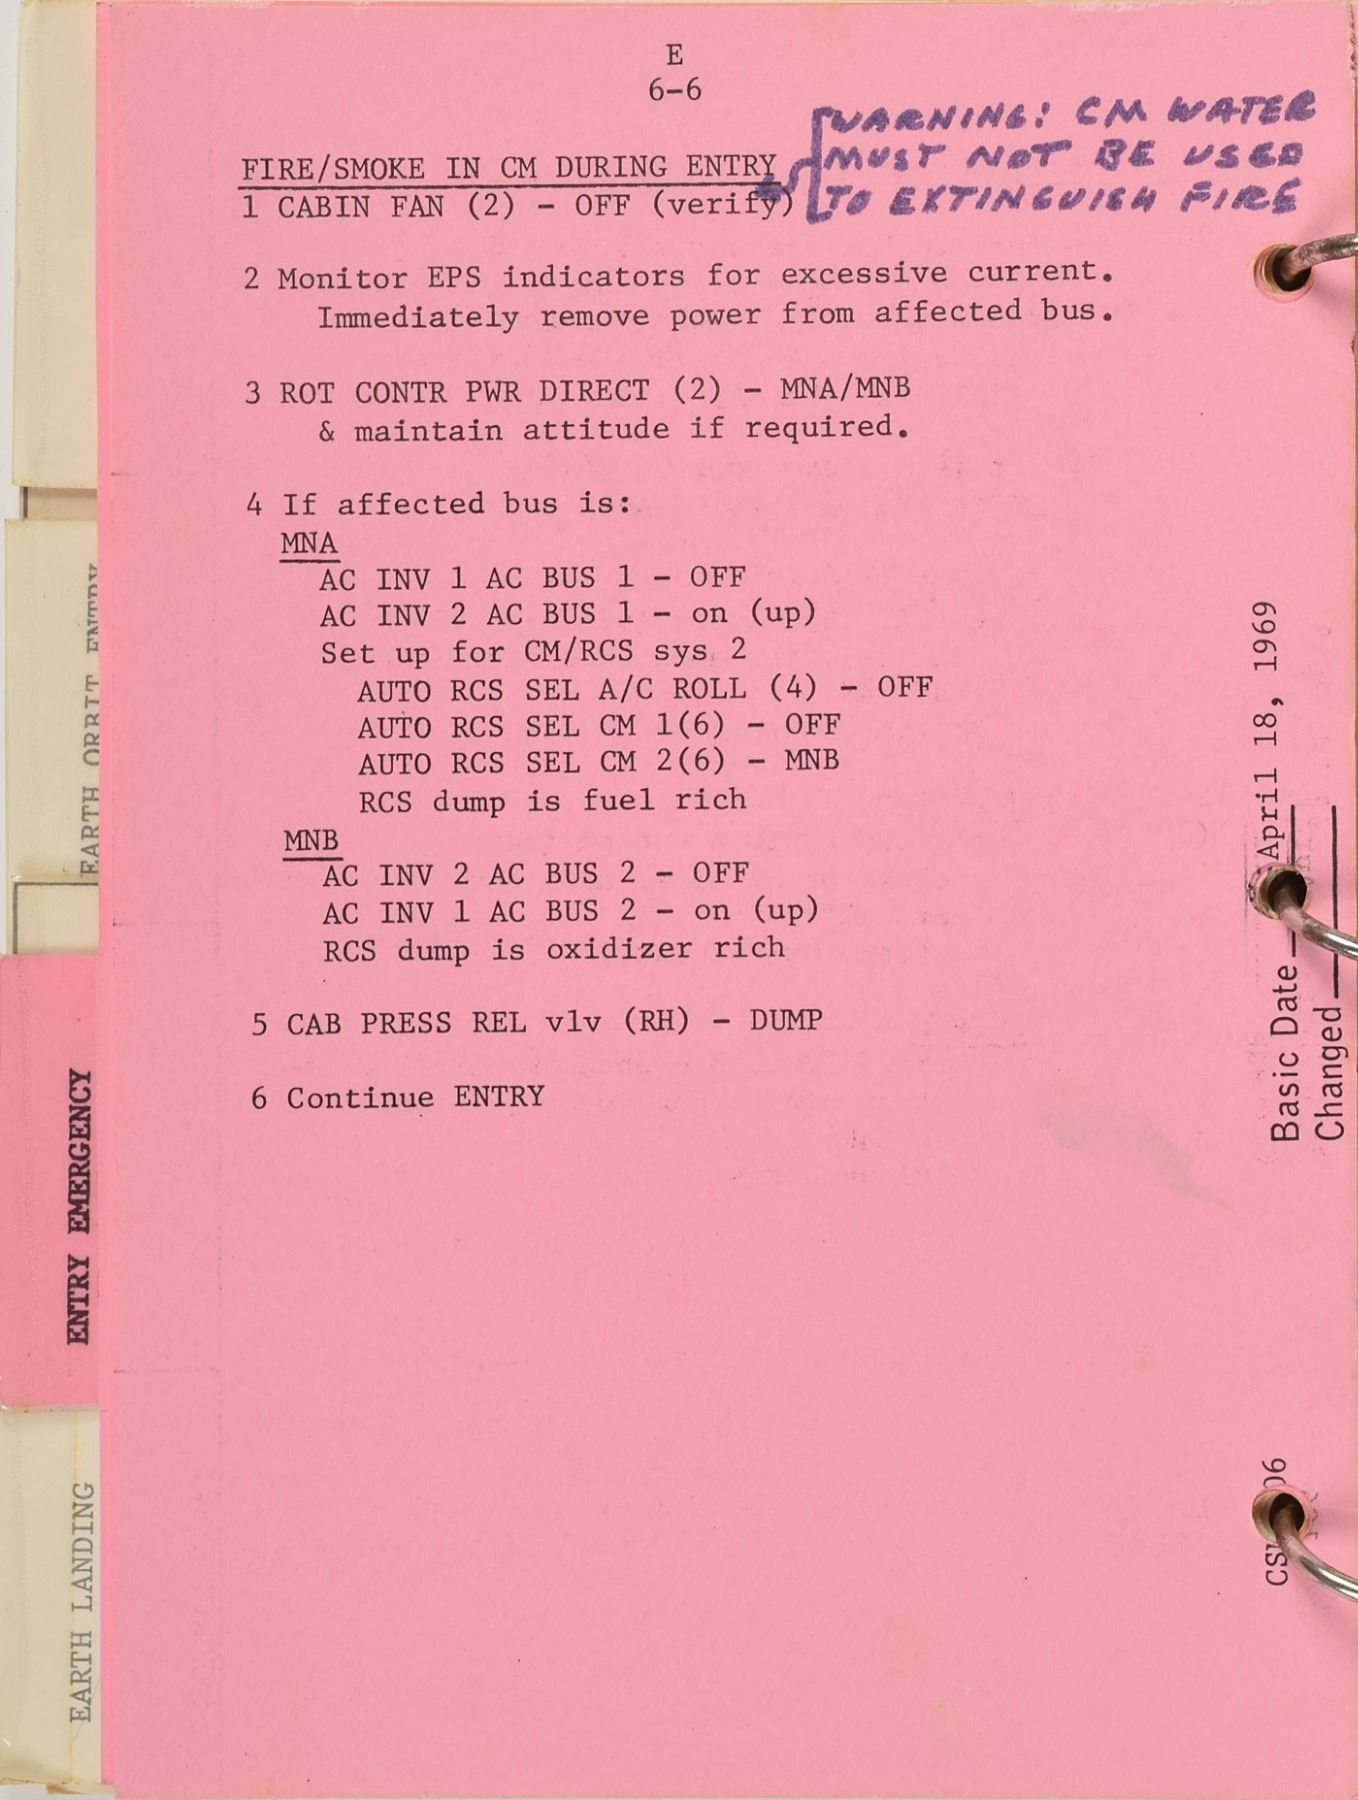 E
6-6
WARNING: CM WATER
MUST NOT BE USED
TO EXTINGUISH FIRE
FIRE/SMOKE IN CM DURING ENTRY
1 CABIN FAN (2) - OFF (verify)
2 Monitor EPS indicators for excessive current.
Immediately remove power from affected bus.
3 ROT CONTR PWR DIRECT (2) - MNA/MNB
& maintain attitude if required.
4 If affected bus is:
MNA
AC INV 1 AC BUS 1 - OFF
AC INV 2 AC BUS 1 - on (up)
Set up for CM/RCS sys 2
AUTO RCS SEL A/C ROLL (4) - OFF
AUTO RCS SEL CM 1(6) - OFF
AUTO RCS SEL CM 2(6) - MNB
RCS dump is fuel rich
MNB
AC INV 2 AC BUS 2 - OFF
AC INV 1 AC BUS 2 - on (up)
RCS dump is oxidizer rich
5 CAB PRESS REL vlv (RH) - DUMP
6 Continue ENTRY
EARTH ORBIT ENTRY
ENTRY EMERGENCY
EARTH LANDING
Basic Date April 18, 1969
Changed